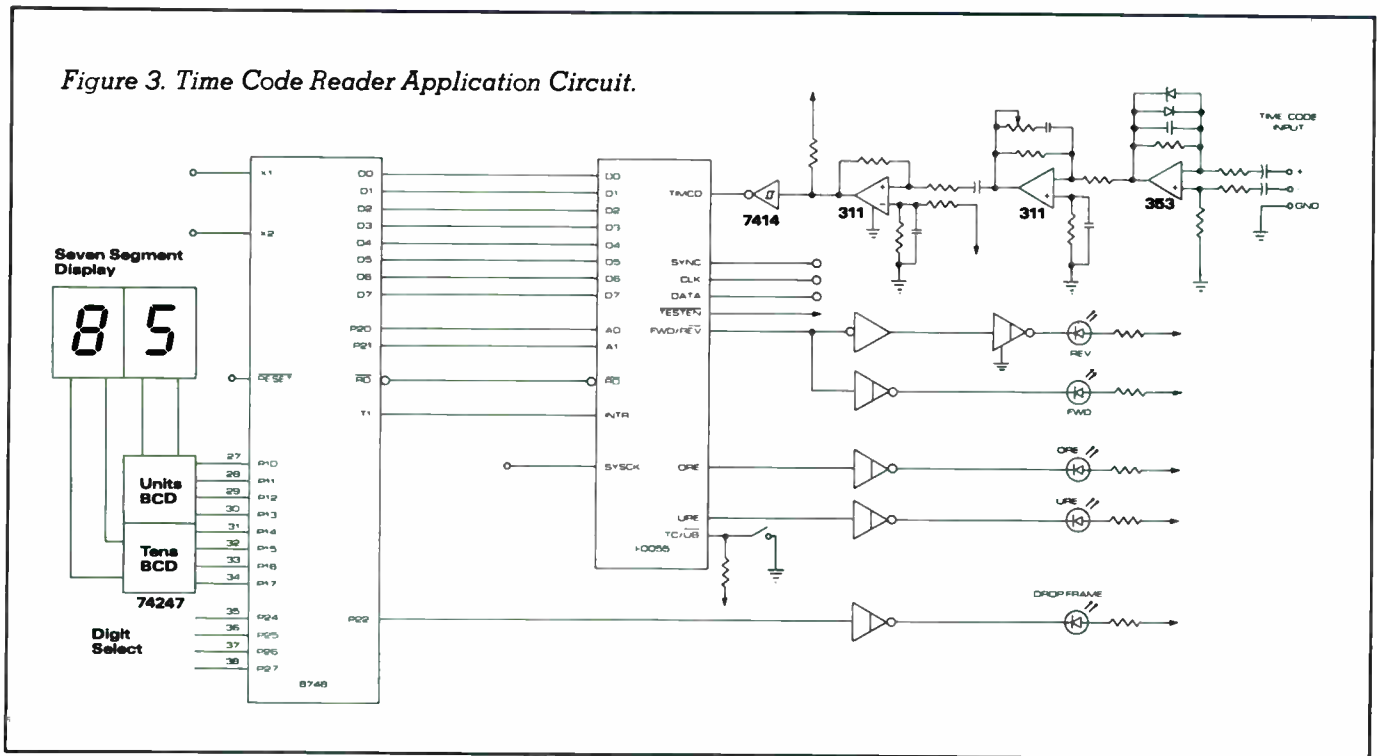 Figure 3. Time Code Reader Application Circuit.
TIME CODE
INPUT
+
GND
X1
X2
D0
D1
D2
D3
D4
D5
D6
D7
P20
P21
RD
T1
RESET
P22
8748
D0
D1
D2
D3
D4
D5
D6
D7
A0
A1
RD
INTR
SYSCK
TIMCD
SYNC
CLK
DATA
TESTEN
FWD/REV
ORE
URE
TC/UB
7414
311
311
353
REV
FWD
ORE
URE
DROP FRAME
Seven Segment
Display
8 5
Units
BCD
Tens
BCD
74247
27 P10
28 P11
29 P12
30 P13
31 P14
32 P15
33 P16
34 P17
35 P24
36 P25
37 P26
38 P27
Digit
Select